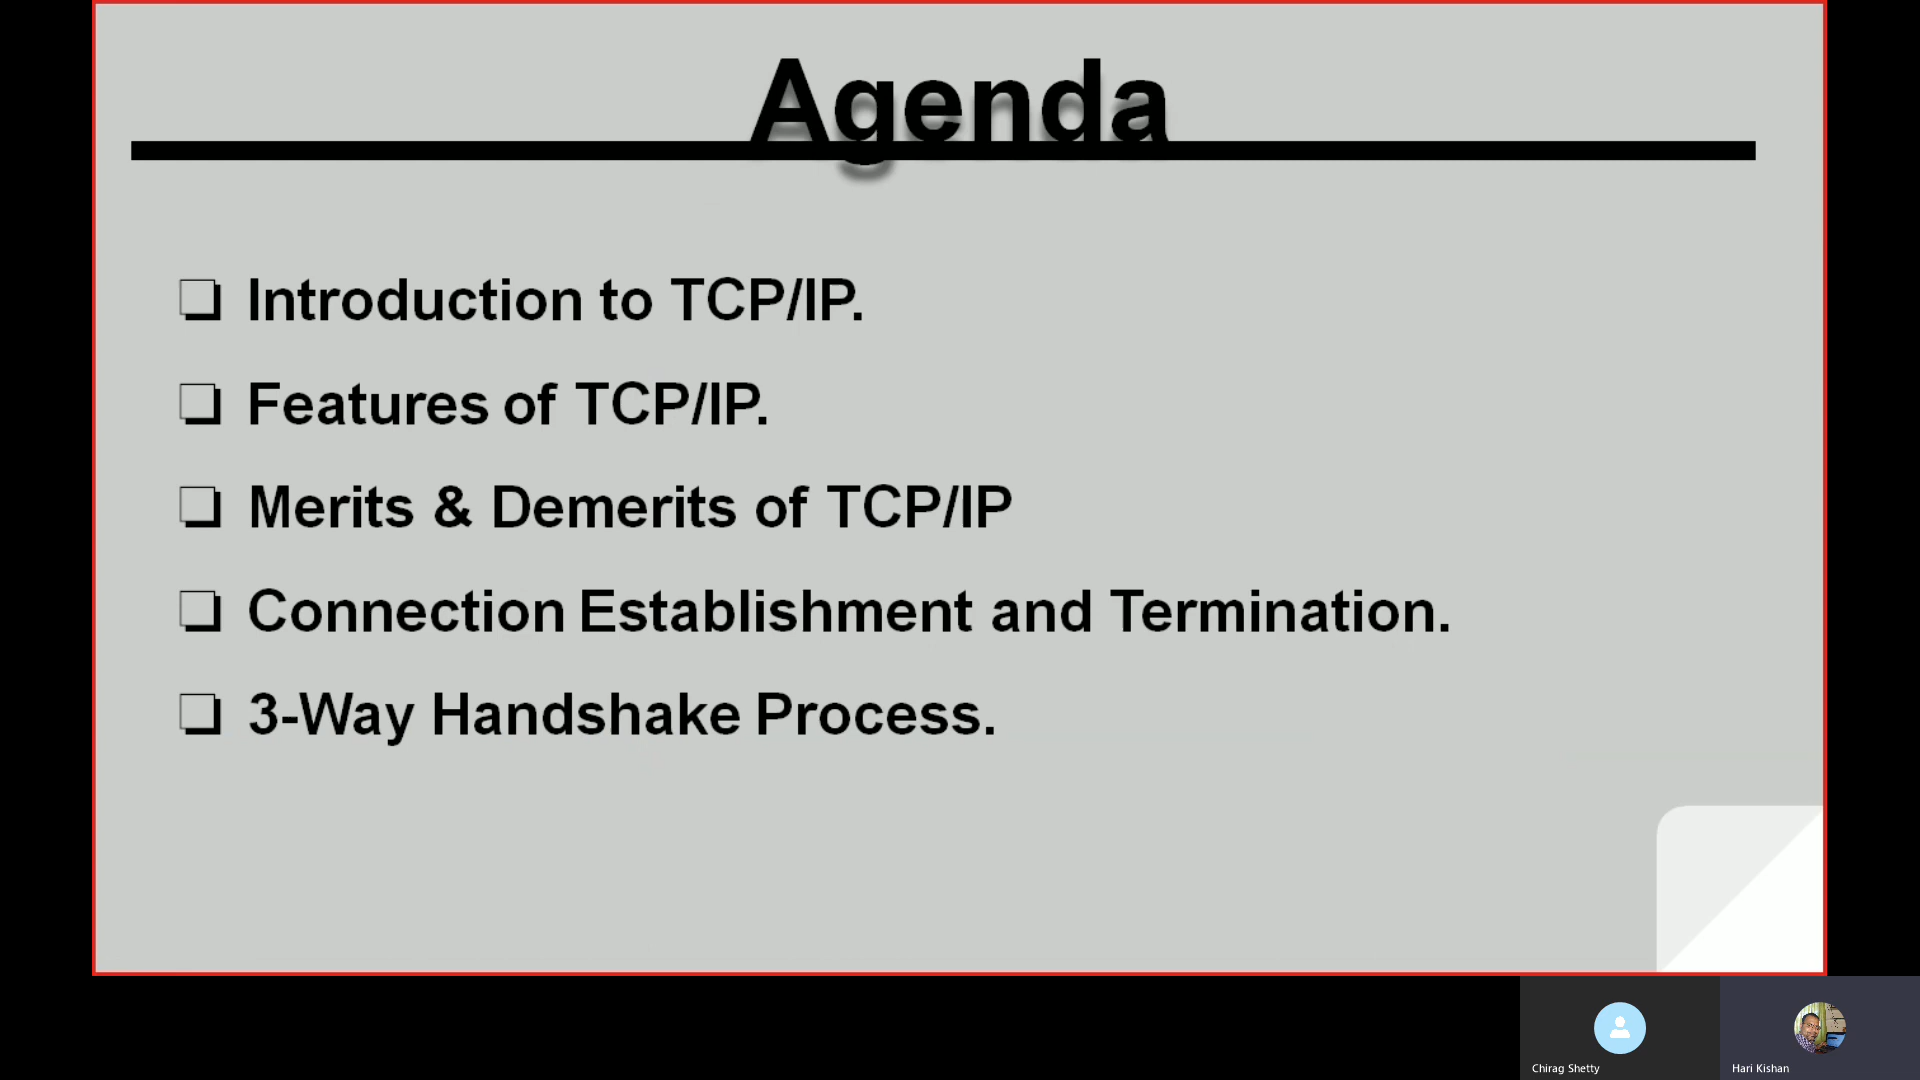 Agenda
Introduction to TCP/IP.
Features of TCP/IP.
Merits & Demerits of TCP/IP
Connection Establishment and Termination.
3-Way Handshake Process.
Chirag Shetty
Hari Kishan